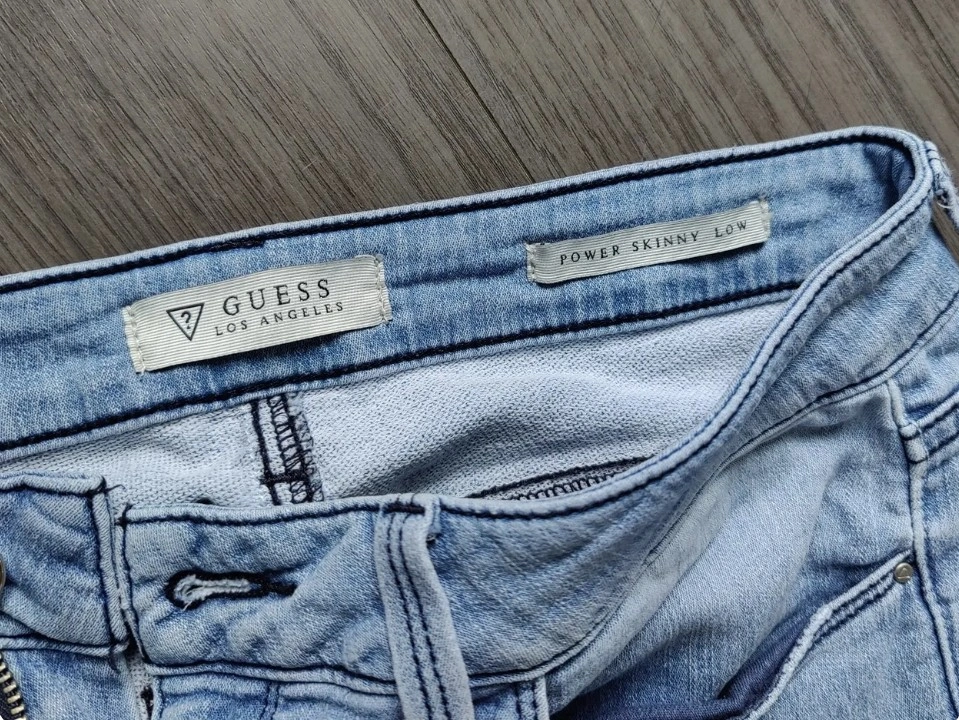 ?
GUESS
LOS ANGELES
POWER SKINNY LOW